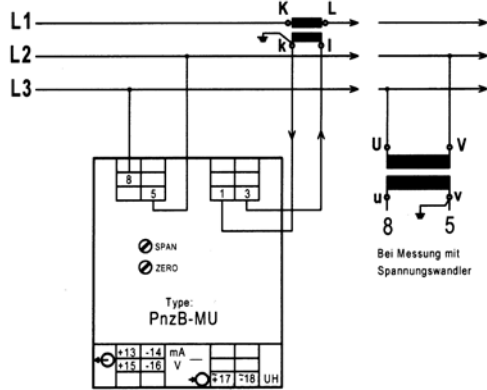 K L
L1
k l
L2
L3
U V
8
5 1 3
u v
8 5
SPAN
Bei Messung mit
Spannungswandler
ZERO
Type:
PnzB-MU
+13 -14 mA
+15 -16 V
+17 -18 UH